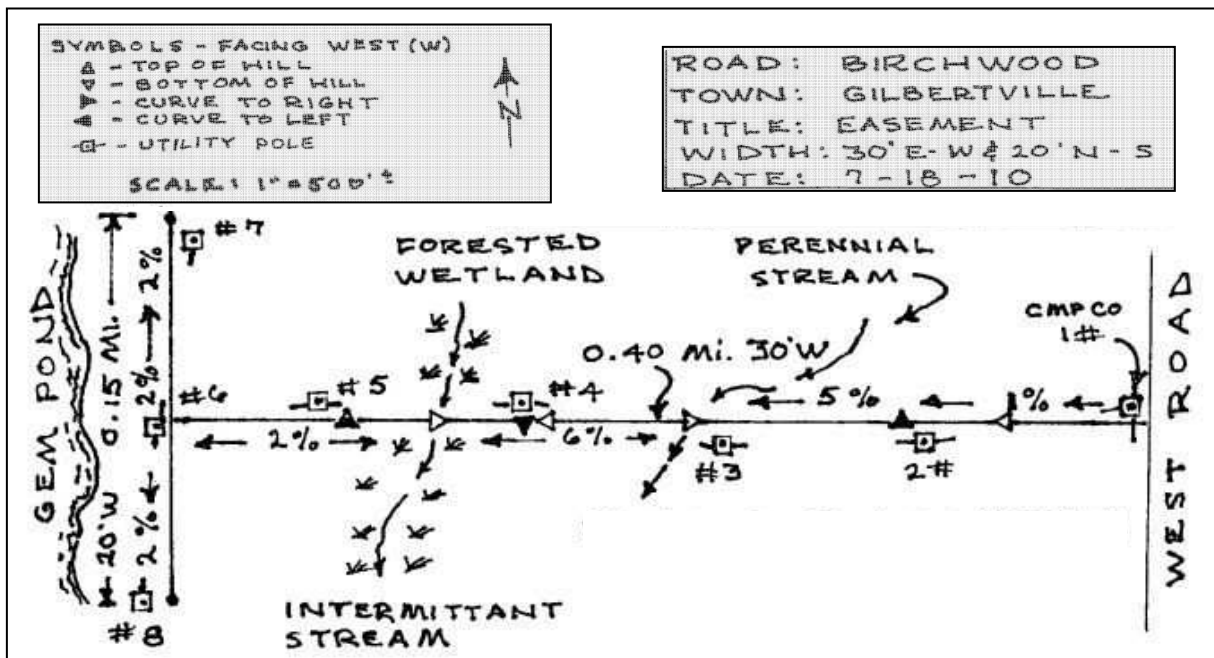 SYMBOLS - FACING WEST (W)
- TOP OF HILL
- BOTTOM OF HILL
- CURVE TO RIGHT
- CURVE TO LEFT
- UTILITY POLE
SCALE: 1" = 500' ±
N
ROAD: BIRCHWOOD
TOWN: GILBERTVILLE
TITLE: EASEMENT
WIDTH: 30' E-W & 20' N-S
DATE: 7-18-10
#7
FORESTED
WETLAND
PERENNIAL
STREAM
CMPCO
1#
GEM POND
0.15 MI.
20'W
2%
2%
2%
#6
#5
#4
0.40 MI. 30'W
5%
1%
2%
6%
#3
2#
WEST ROAD
#8
INTERMITTANT
STREAM